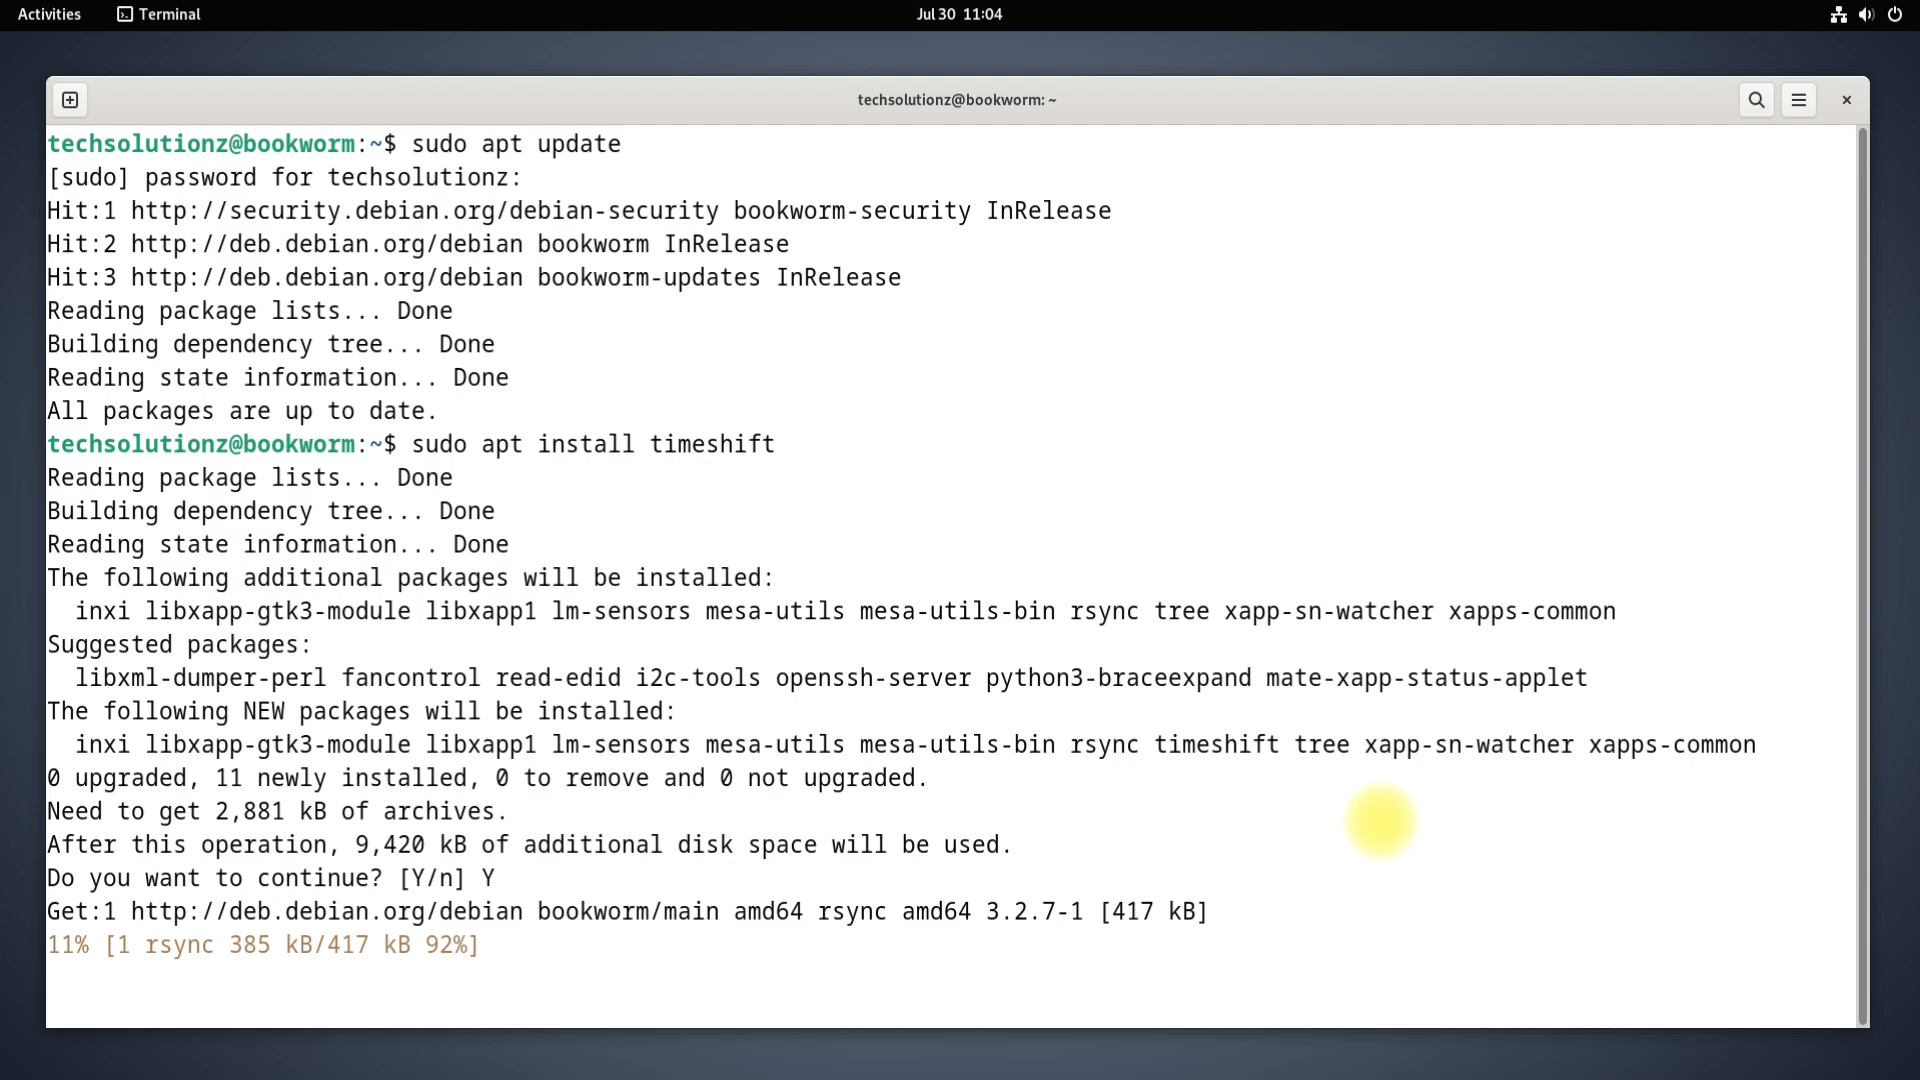 Activities Terminal Jul 30 11:04
techsolutionz@bookworm: ~
techsolutionz@bookworm:~$ sudo apt update
[sudo] password for techsolutionz:
Hit:1 http://security.debian.org/debian-security bookworm-security InRelease
Hit:2 http://deb.debian.org/debian bookworm InRelease
Hit:3 http://deb.debian.org/debian bookworm-updates InRelease
Reading package lists... Done
Building dependency tree... Done
Reading state information... Done
All packages are up to date.
techsolutionz@bookworm:~$ sudo apt install timeshift
Reading package lists... Done
Building dependency tree... Done
Reading state information... Done
The following additional packages will be installed:
  inxi libxapp-gtk3-module libxapp1 lm-sensors mesa-utils mesa-utils-bin rsync tree xapp-sn-watcher xapps-common
Suggested packages:
  libxml-dumper-perl fancontrol read-edid i2c-tools openssh-server python3-braceexpand mate-xapp-status-applet
The following NEW packages will be installed:
  inxi libxapp-gtk3-module libxapp1 lm-sensors mesa-utils mesa-utils-bin rsync timeshift tree xapp-sn-watcher xapps-common
0 upgraded, 11 newly installed, 0 to remove and 0 not upgraded.
Need to get 2,881 kB of archives.
After this operation, 9,420 kB of additional disk space will be used.
Do you want to continue? [Y/n] Y
Get:1 http://deb.debian.org/debian bookworm/main amd64 rsync amd64 3.2.7-1 [417 kB]
11% [1 rsync 385 kB/417 kB 92%]